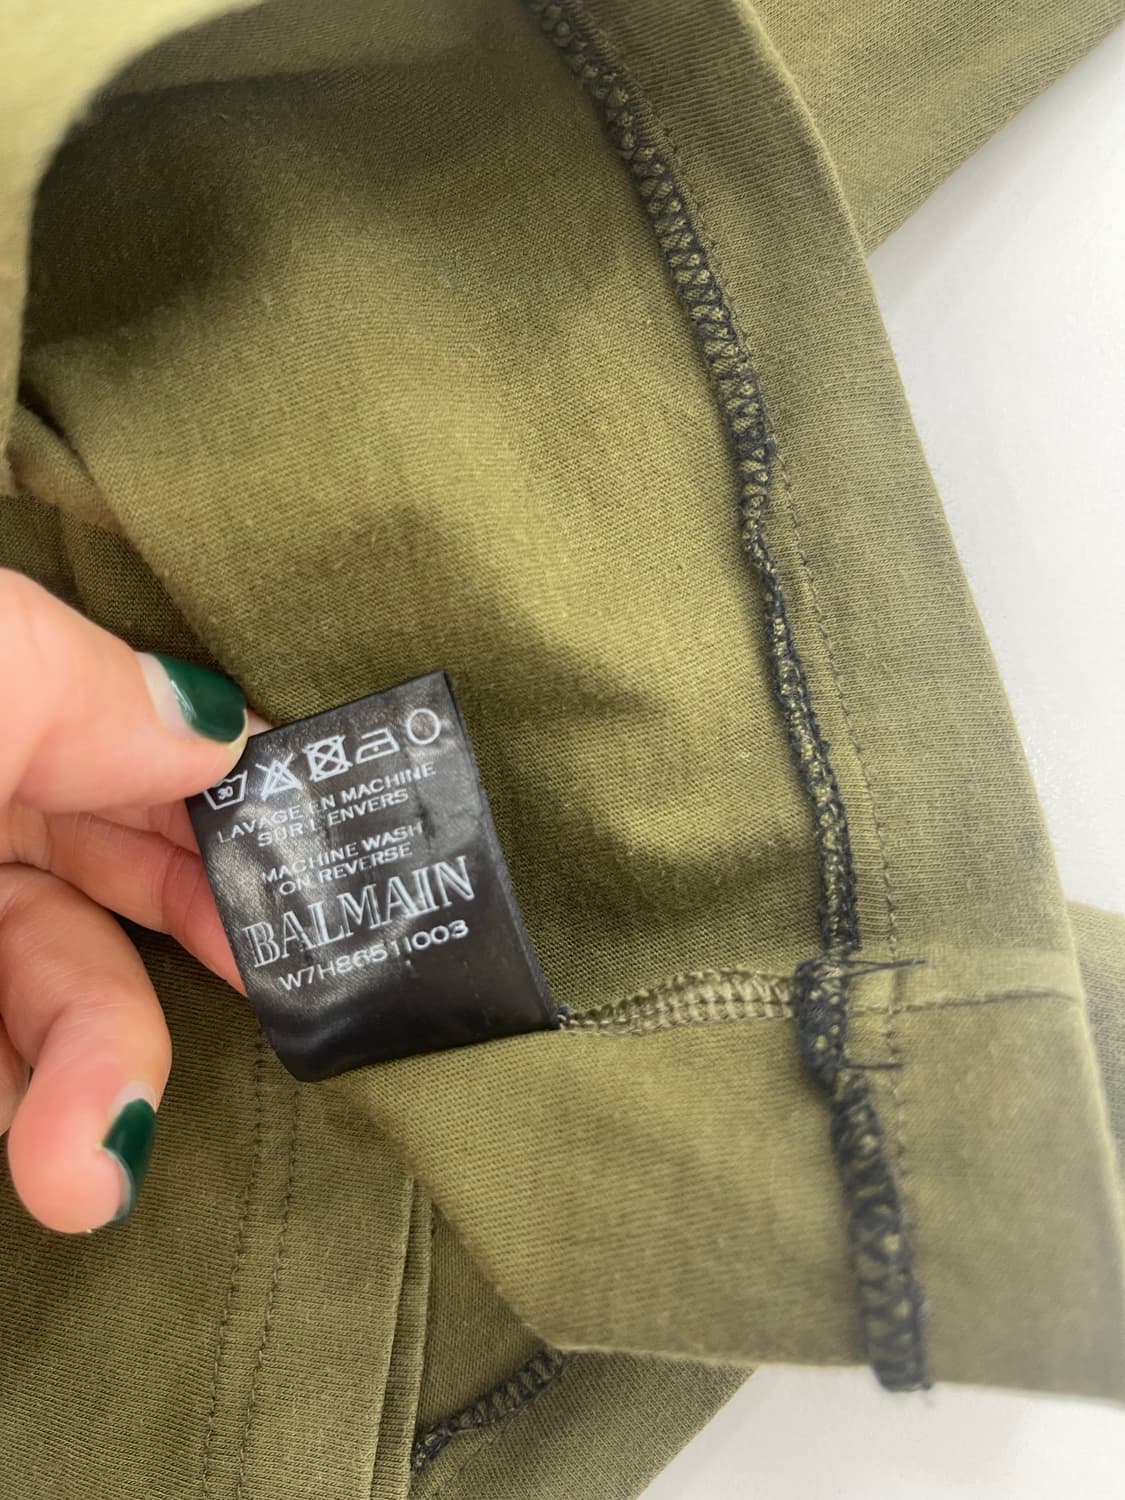 30
LAVAGE EN MACHINE
SUR L'ENVERS
MACHINE WASH
ON REVERSE
BALMAIN
W7H8651I003